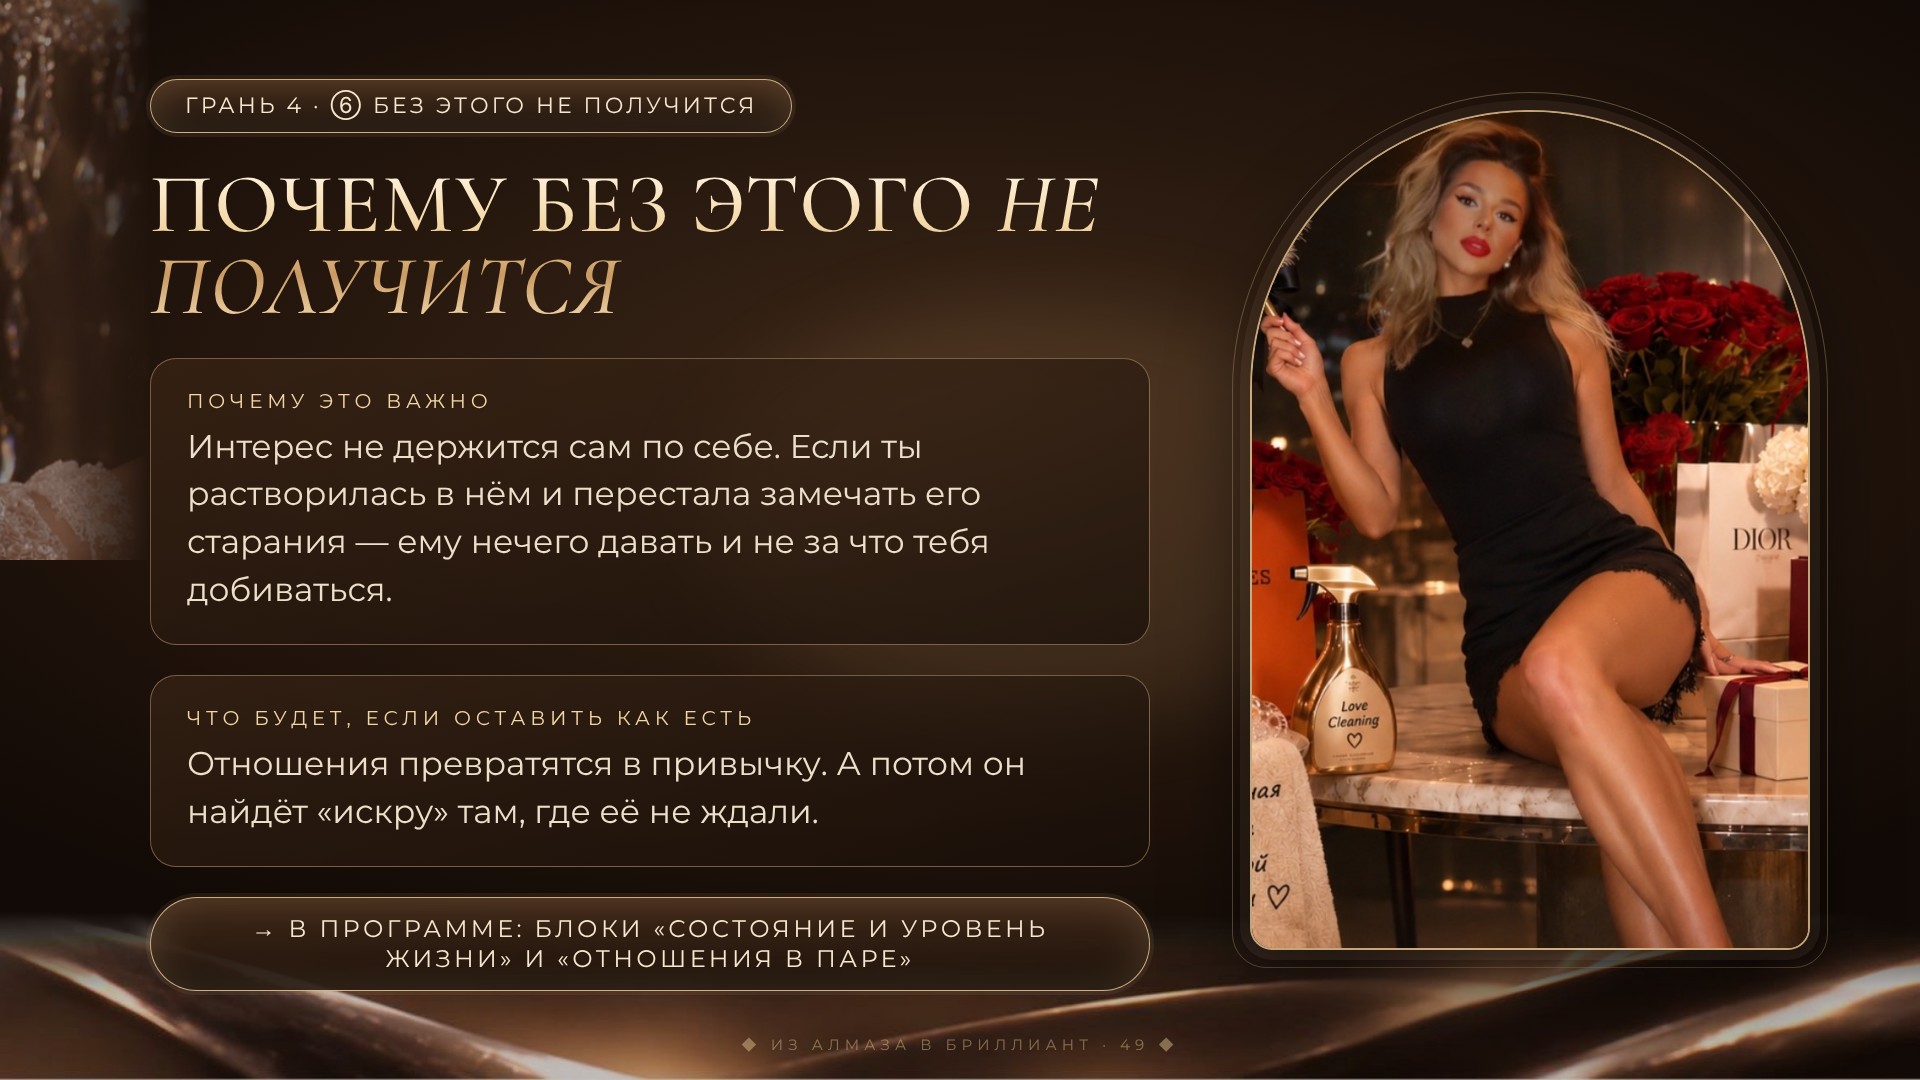 ГРАНЬ 4 · ⑥ БЕЗ ЭТОГО НЕ ПОЛУЧИТСЯ
ПОЧЕМУ БЕЗ ЭТОГО НЕ
ПОЛУЧИТСЯ
ПОЧЕМУ ЭТО ВАЖНО
Интерес не держится сам по себе. Если ты
растворилась в нём и перестала замечать его
старания — ему нечего давать и не за что тебя
добиваться.
ЧТО БУДЕТ, ЕСЛИ ОСТАВИТЬ КАК ЕСТЬ
Отношения превратятся в привычку. А потом он
найдёт «искру» там, где её не ждали.
→ В ПРОГРАММЕ: БЛОКИ «СОСТОЯНИЕ И УРОВЕНЬ
ЖИЗНИ» И «ОТНОШЕНИЯ В ПАРЕ»
DIOR
Love
Cleaning
◆ ИЗ АЛМАЗА В БРИЛЛИАНТ · 49 ◆